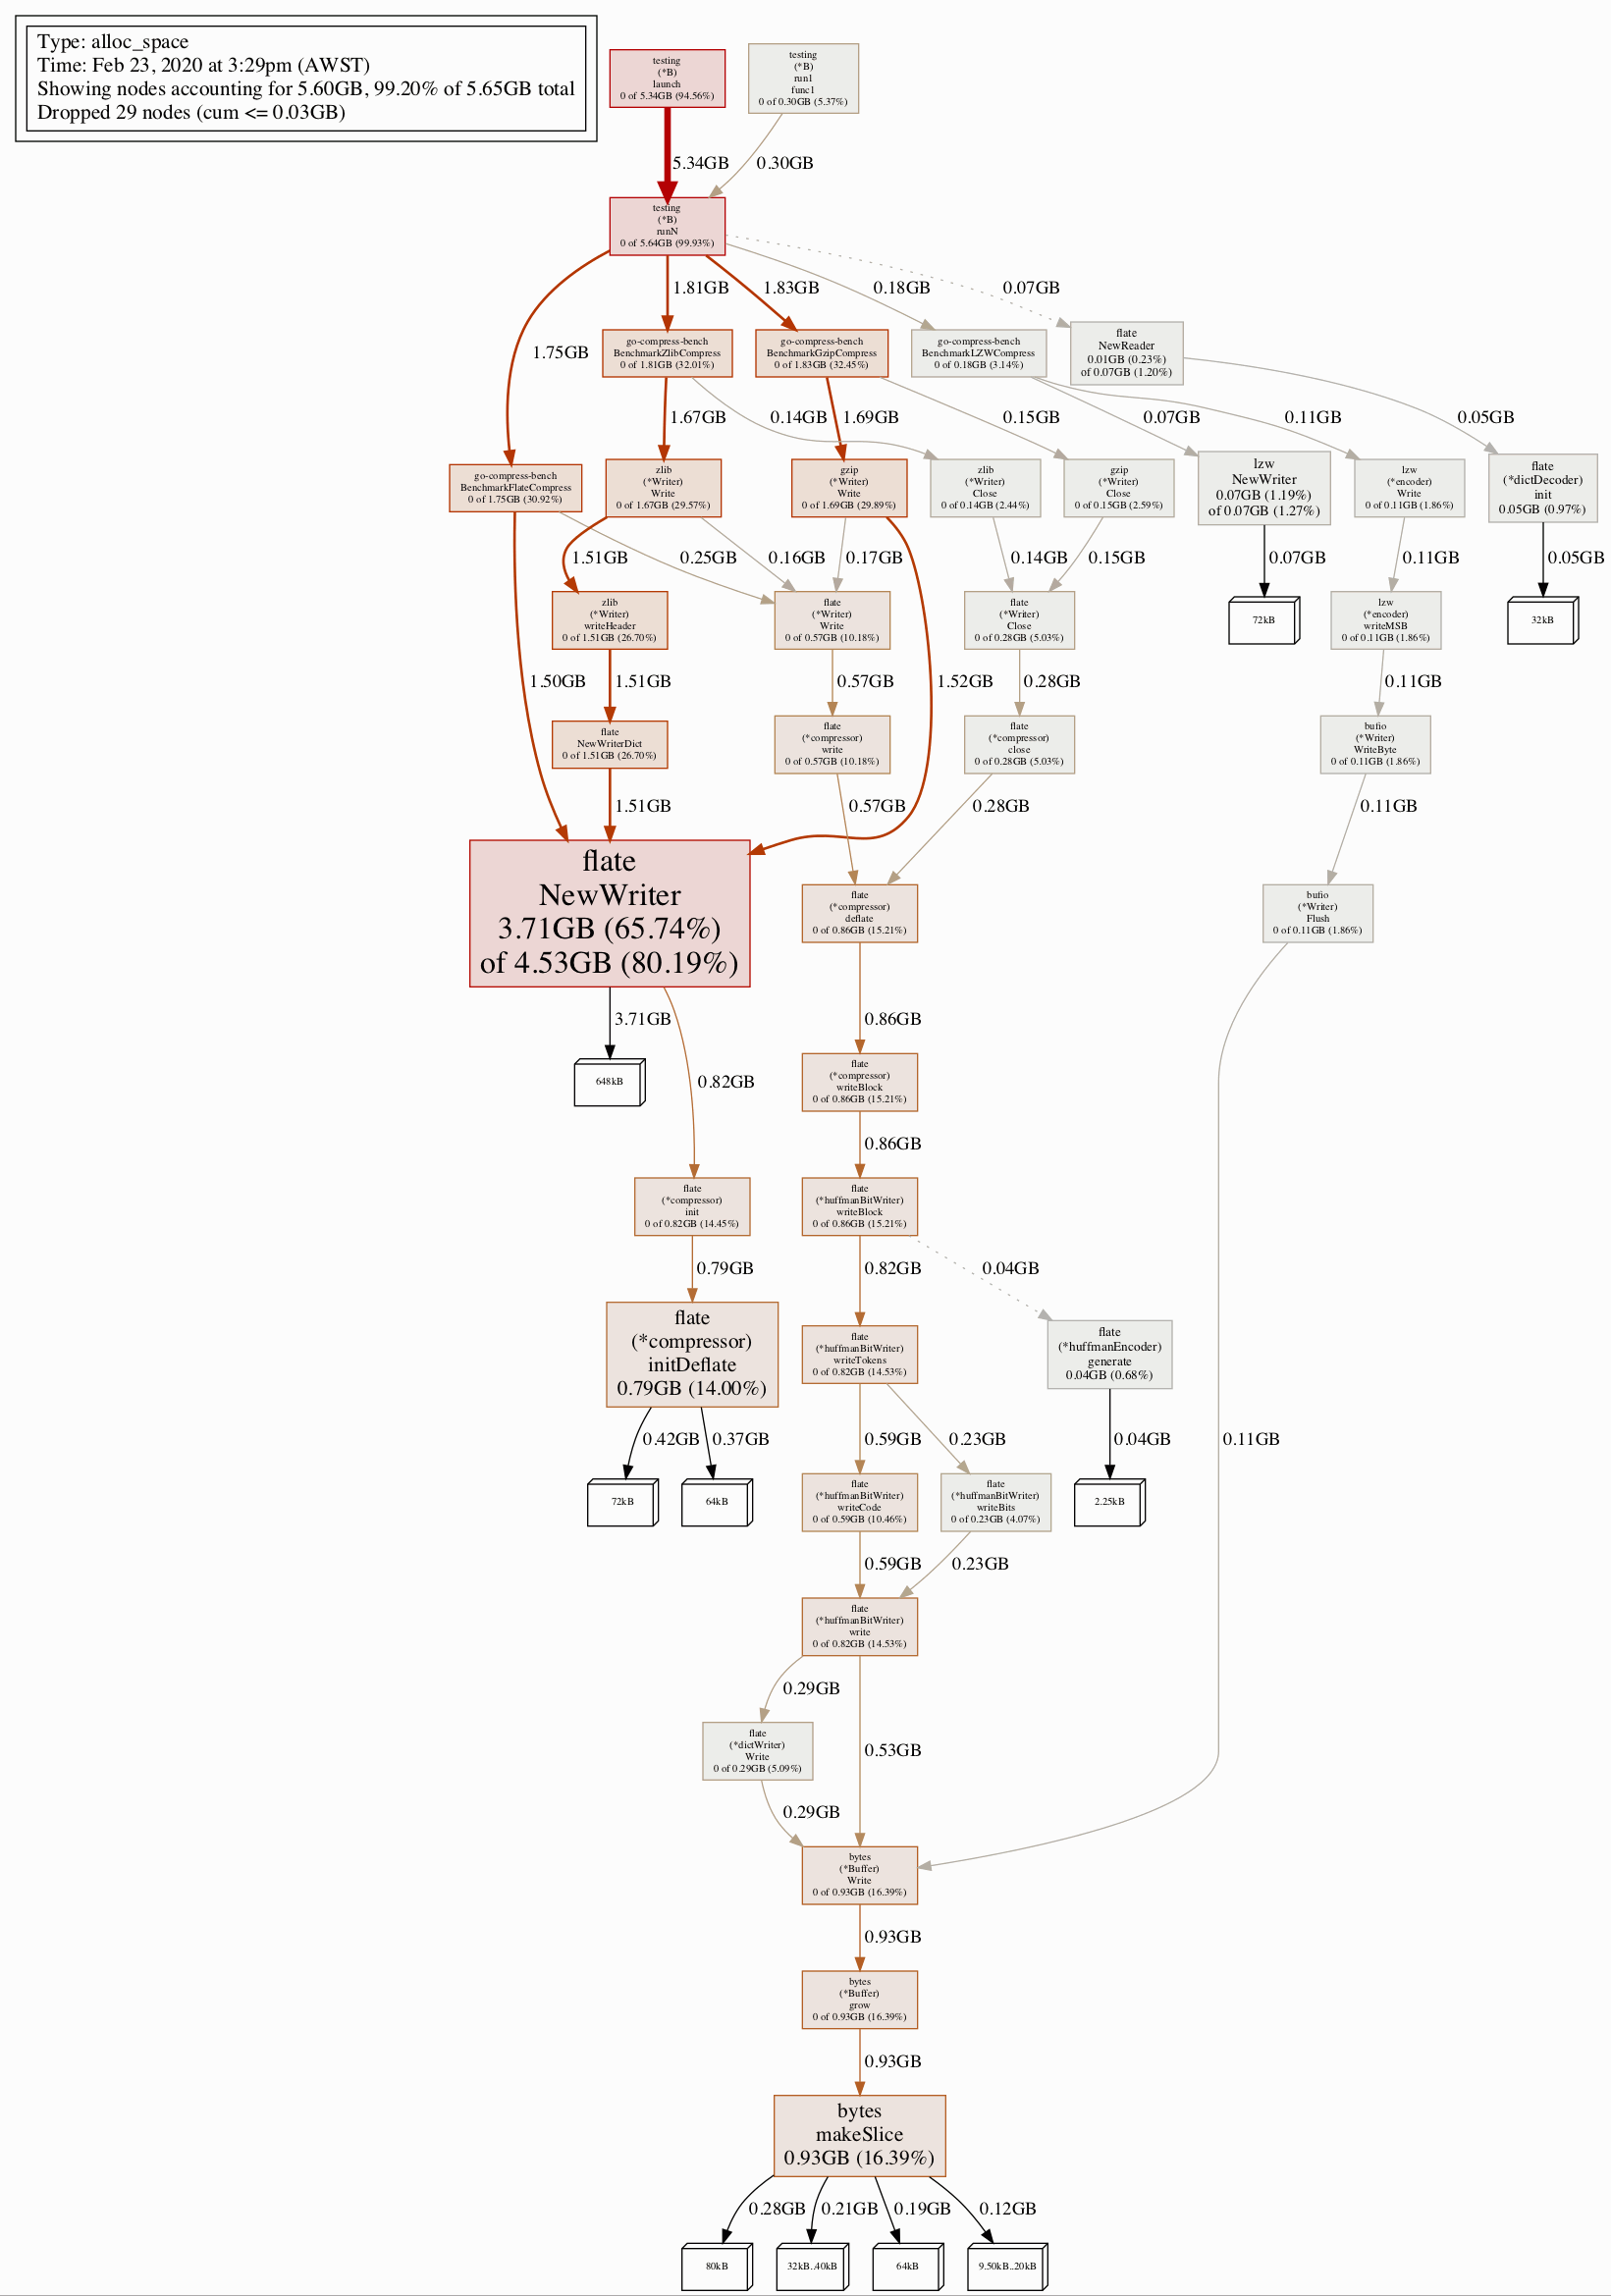 Type: alloc_space
Time: Feb 23, 2020 at 3:29pm (AWST)
Showing nodes accounting for 5.60GB, 99.20% of 5.65GB total
Dropped 29 nodes (cum <= 0.03GB)
testing
(*B)
launch
0 of 5.34GB (94.56%)
testing
(*B)
run1
func1
0 of 0.30GB (5.37%)
5.34GB
0.30GB
testing
(*B)
runN
0 of 5.64GB (99.93%)
1.75GB
1.81GB
1.83GB
0.18GB
0.07GB
go-compress-bench
BenchmarkZlibCompress
0 of 1.81GB (32.01%)
go-compress-bench
BenchmarkGzipCompress
0 of 1.83GB (32.45%)
go-compress-bench
BenchmarkLZWCompress
0 of 0.18GB (3.14%)
flate
NewReader
0.01GB (0.23%)
of 0.07GB (1.20%)
1.67GB
0.14GB
1.69GB
0.15GB
0.07GB
0.11GB
0.05GB
go-compress-bench
BenchmarkFlateCompress
0 of 1.75GB (30.92%)
zlib
(*Writer)
Write
0 of 1.67GB (29.57%)
gzip
(*Writer)
Write
0 of 1.69GB (29.89%)
zlib
(*Writer)
Close
0 of 0.14GB (2.44%)
gzip
(*Writer)
Close
0 of 0.15GB (2.59%)
lzw
NewWriter
0.07GB (1.19%)
of 0.07GB (1.27%)
lzw
(*encoder)
Write
0 of 0.11GB (1.86%)
flate
(*dictDecoder)
init
0.05GB (0.97%)
1.51GB
0.25GB
0.16GB
0.17GB
0.14GB
0.15GB
0.07GB
0.11GB
0.05GB
zlib
(*Writer)
writeHeader
0 of 1.51GB (26.70%)
flate
(*Writer)
Write
0 of 0.57GB (10.18%)
flate
(*Writer)
Close
0 of 0.28GB (5.03%)
72kB
lzw
(*encoder)
writeMSB
0 of 0.11GB (1.86%)
32kB
1.50GB
1.51GB
0.57GB
1.52GB
0.28GB
0.11GB
flate
NewWriterDict
0 of 1.51GB (26.70%)
flate
(*compressor)
write
0 of 0.57GB (10.18%)
flate
(*compressor)
close
0 of 0.28GB (5.03%)
bufio
(*Writer)
WriteByte
0 of 0.11GB (1.86%)
1.51GB
0.57GB
0.28GB
0.11GB
flate
NewWriter
3.71GB (65.74%)
of 4.53GB (80.19%)
flate
(*compressor)
deflate
0 of 0.86GB (15.21%)
bufio
(*Writer)
Flush
0 of 0.11GB (1.86%)
3.71GB
0.86GB
648kB
0.82GB
flate
(*compressor)
writeBlock
0 of 0.86GB (15.21%)
0.86GB
flate
(*compressor)
init
0 of 0.82GB (14.45%)
flate
(*huffmanBitWriter)
writeBlock
0 of 0.86GB (15.21%)
0.79GB
0.82GB
0.04GB
flate
(*compressor)
initDeflate
0.79GB (14.00%)
flate
(*huffmanBitWriter)
writeTokens
0 of 0.82GB (14.53%)
flate
(*huffmanEncoder)
generate
0.04GB (0.68%)
0.42GB
0.37GB
0.59GB
0.23GB
0.04GB
0.11GB
72kB
64kB
flate
(*huffmanBitWriter)
writeCode
0 of 0.59GB (10.46%)
flate
(*huffmanBitWriter)
writeBits
0 of 0.23GB (4.07%)
2.25kB
0.59GB
0.23GB
flate
(*huffmanBitWriter)
write
0 of 0.82GB (14.53%)
0.29GB
flate
(*dictWriter)
Write
0 of 0.29GB (5.09%)
0.53GB
0.29GB
bytes
(*Buffer)
Write
0 of 0.93GB (16.39%)
0.93GB
bytes
(*Buffer)
grow
0 of 0.93GB (16.39%)
0.93GB
bytes
makeSlice
0.93GB (16.39%)
0.28GB
0.21GB
0.19GB
0.12GB
80kB
32kB..40kB
64kB
9.50kB..20kB